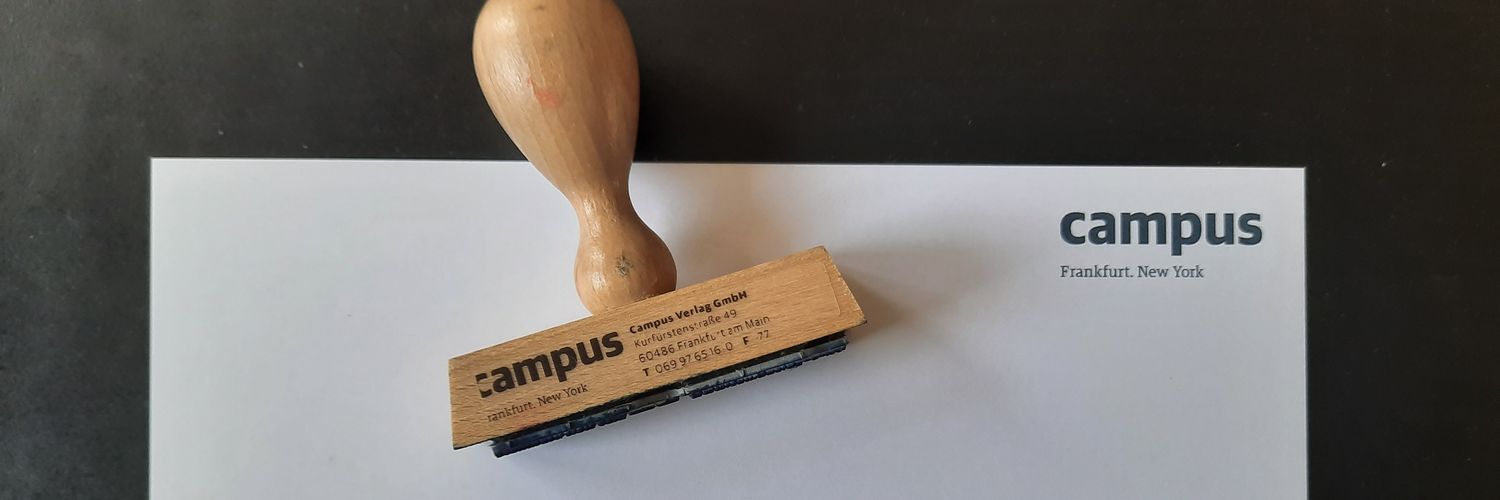 campus
Frankfurt. New York
campus
Campus Verlag GmbH
Kurfürstenstraße 49
60486 Frankfurt am Main
T 069 97 65 16-0 F 77
rankfurt. New York